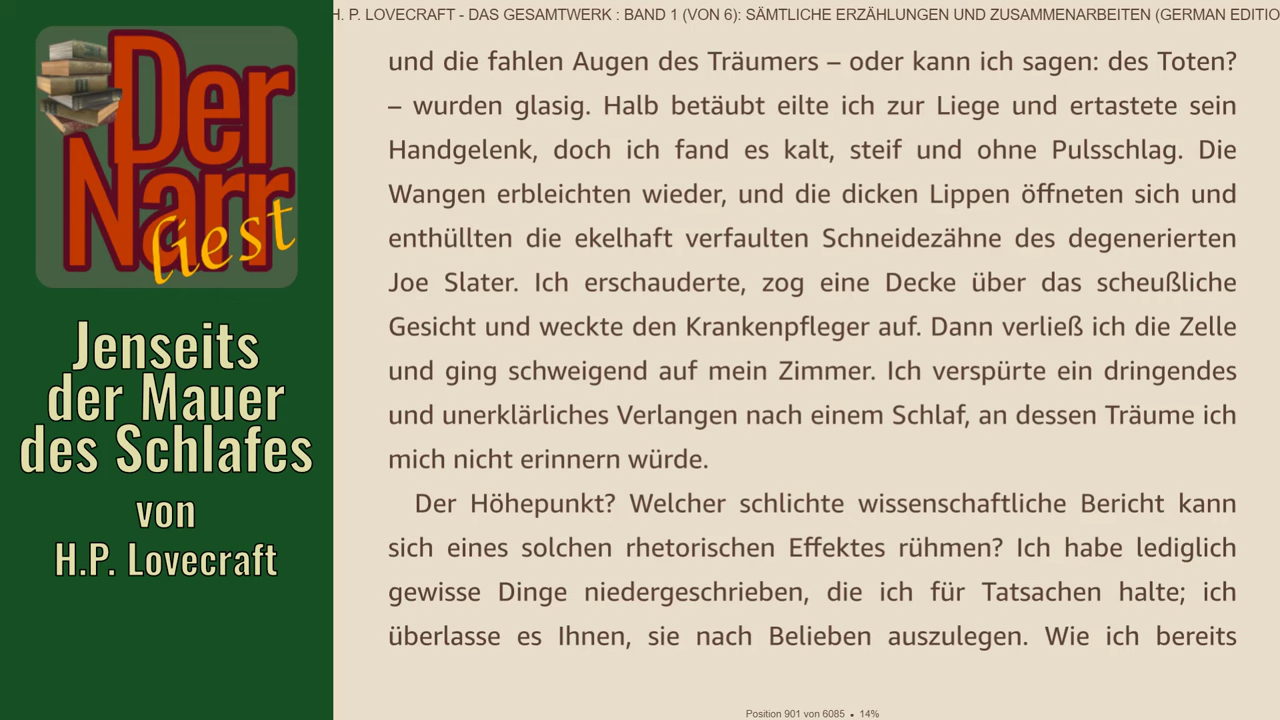 Der
Narr
liest
Jenseits
der Mauer
des Schlafes
von
H.P. Lovecraft
H. P. LOVECRAFT - DAS GESAMTWERK : BAND 1 (VON 6): SÄMTLICHE ERZÄHLUNGEN UND ZUSAMMENARBEITEN (GERMAN EDITIO
und die fahlen Augen des Träumers – oder kann ich sagen: des Toten?
– wurden glasig. Halb betäubt eilte ich zur Liege und ertastete sein
Handgelenk, doch ich fand es kalt, steif und ohne Pulsschlag. Die
Wangen erbleichten wieder, und die dicken Lippen öffneten sich und
enthüllten die ekelhaft verfaulten Schneidezähne des degenerierten
Joe Slater. Ich erschauderte, zog eine Decke über das scheußliche
Gesicht und weckte den Krankenpfleger auf. Dann verließ ich die Zelle
und ging schweigend auf mein Zimmer. Ich verspürte ein dringendes
und unerklärliches Verlangen nach einem Schlaf, an dessen Träume ich
mich nicht erinnern würde.
Der Höhepunkt? Welcher schlichte wissenschaftliche Bericht kann
sich eines solchen rhetorischen Effektes rühmen? Ich habe lediglich
gewisse Dinge niedergeschrieben, die ich für Tatsachen halte; ich
überlasse es Ihnen, sie nach Belieben auszulegen. Wie ich bereits
Position 901 von 6085 • 14%